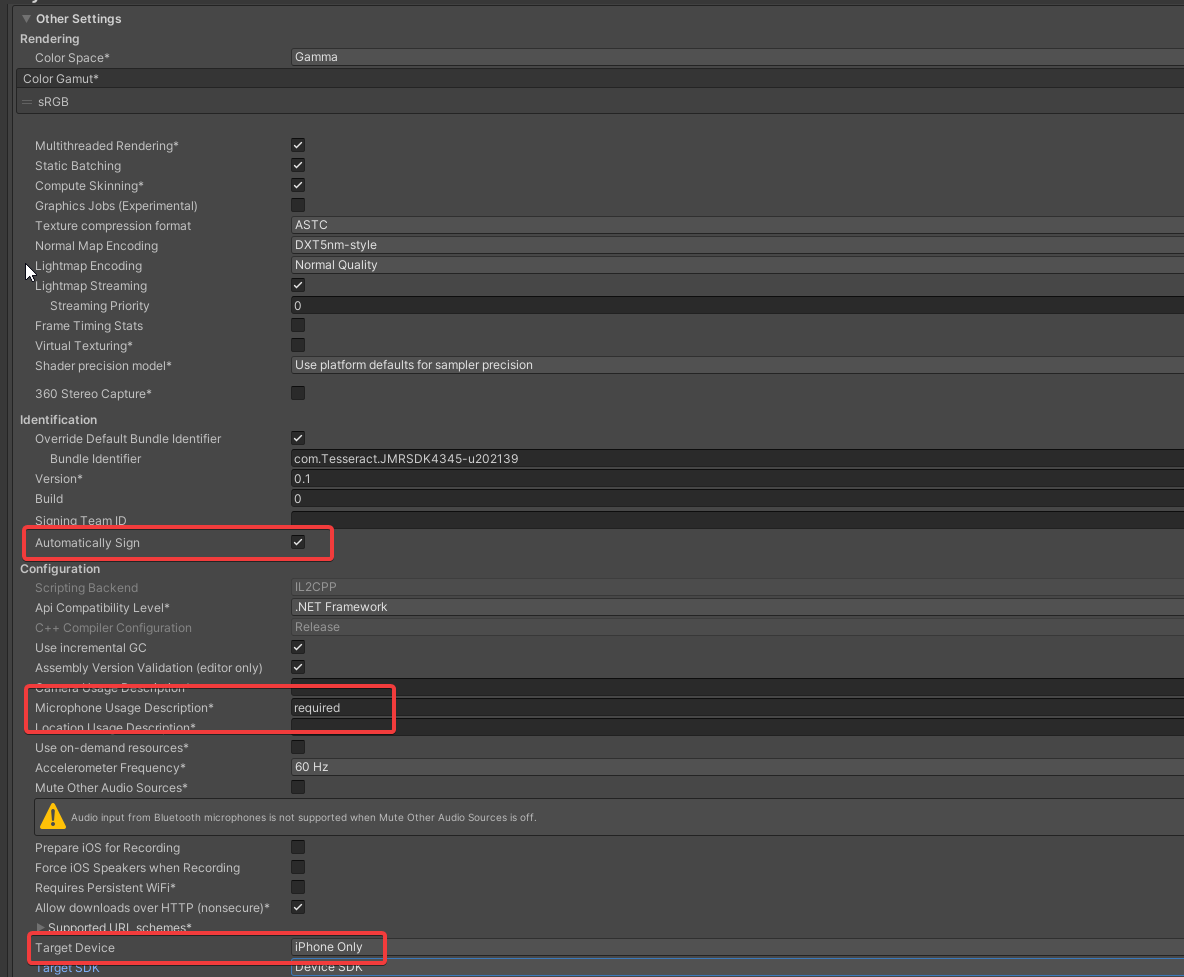 Other Settings
Rendering
Color Space* Gamma
Color Gamut*
sRGB
Multithreaded Rendering*
Static Batching
Compute Skinning*
Graphics Jobs (Experimental)
Texture compression format ASTC
Normal Map Encoding DXT5nm-style
Lightmap Encoding Normal Quality
Lightmap Streaming
Streaming Priority 0
Frame Timing Stats
Virtual Texturing*
Shader precision model* Use platform defaults for sampler precision
360 Stereo Capture*
Identification
Override Default Bundle Identifier
Bundle Identifier com.Tesseract.JMRSDK4345-u202139
Version* 0.1
Build 0
Signing Team ID
Automatically Sign
Configuration
Scripting Backend IL2CPP
Api Compatibility Level* .NET Framework
C++ Compiler Configuration Release
Use incremental GC
Assembly Version Validation (editor only)
Camera Usage Description*
Microphone Usage Description* required
Location Usage Description*
Use on-demand resources*
Accelerometer Frequency* 60 Hz
Mute Other Audio Sources*
Audio input from Bluetooth microphones is not supported when Mute Other Audio Sources is off.
Prepare iOS for Recording
Force iOS Speakers when Recording
Requires Persistent WiFi*
Allow downloads over HTTP (nonsecure)*
Supported URL schemes*
Target Device iPhone Only
Target SDK Device SDK